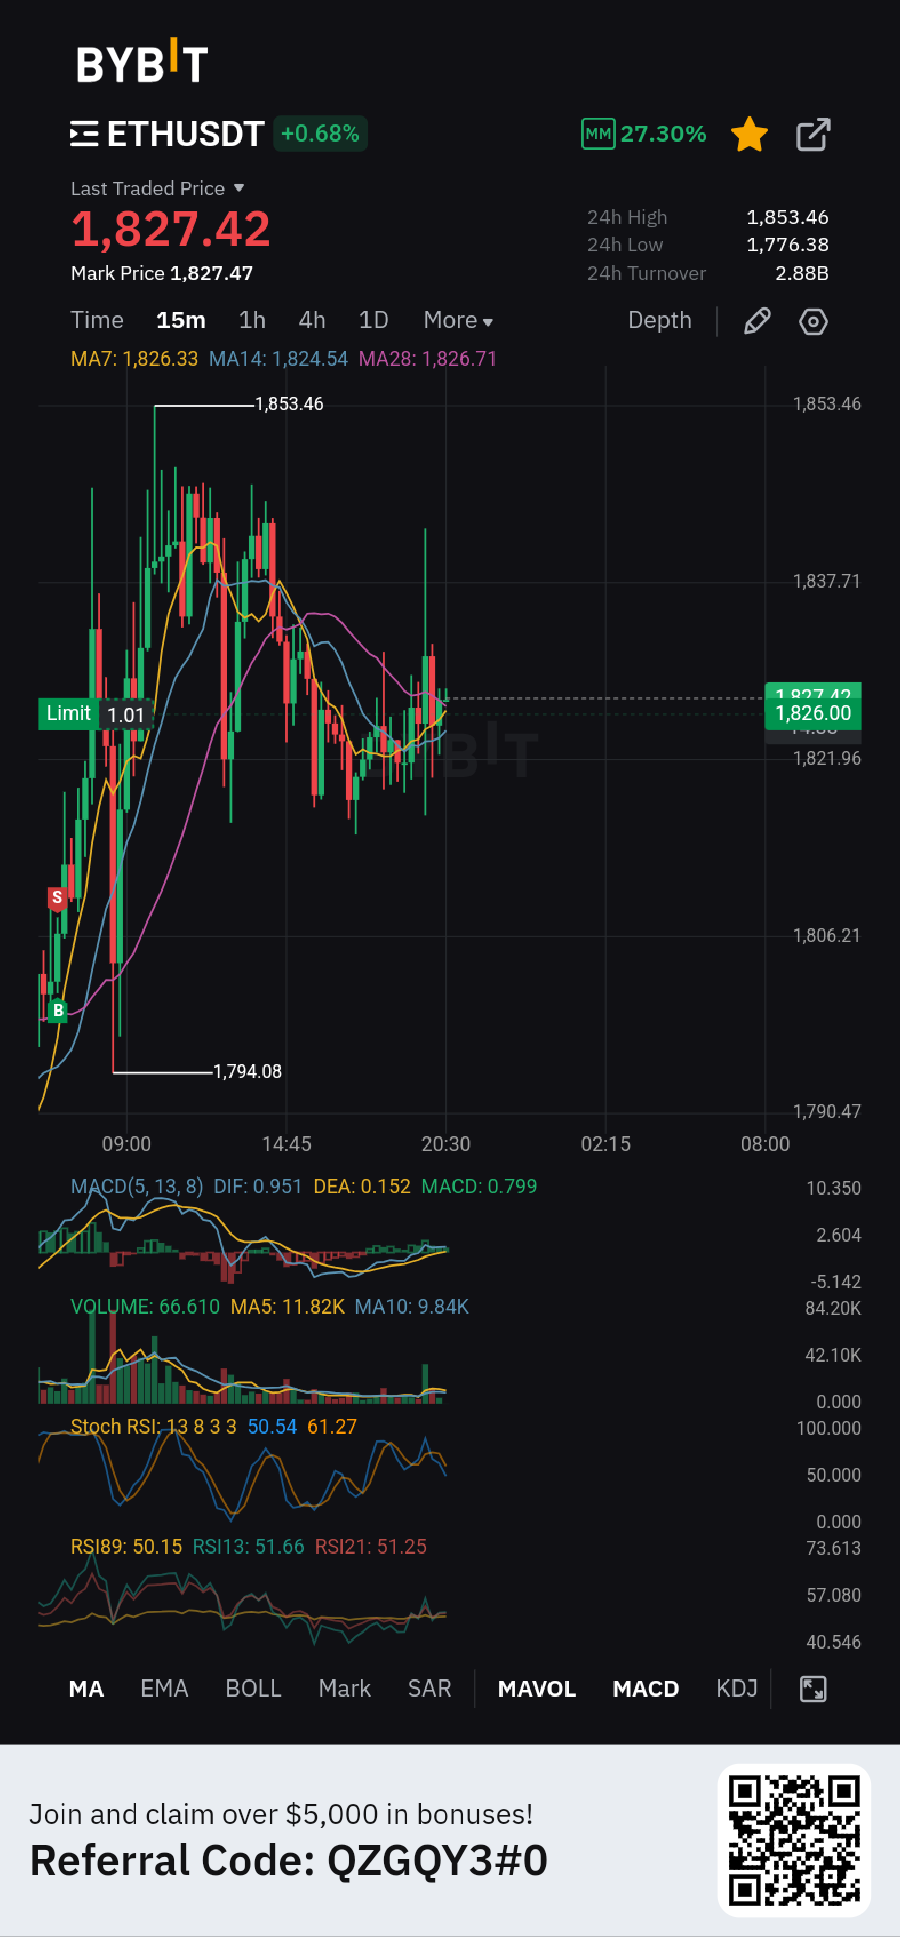 BYBIT
ETHUSDT +0.68% MM 27.30%
Last Traded Price
1,827.42
Mark Price 1,827.47
24h High 1,853.46
24h Low 1,776.38
24h Turnover 2.88B
Time 15m 1h 4h 1D More Depth
MA7: 1,826.33 MA14: 1,824.54 MA28: 1,826.71
1,853.46 1,853.46
1,837.71
1,827.42
Limit 1.01 1,826.00
BYBIT
1,821.96
S
1,806.21
B
1,794.08
1,790.47
09:00 14:45 20:30 02:15 08:00
MACD(5, 13, 8) DIF: 0.951 DEA: 0.152 MACD: 0.799 10.350
2.604
-5.142
VOLUME: 66.610 MA5: 11.82K MA10: 9.84K 84.20K
42.10K
0.000
Stoch RSI: 13 8 3 3 50.54 61.27 100.000
50.000
0.000
RSI89: 50.15 RSI13: 51.66 RSI21: 51.25 73.613
57.080
40.546
MA EMA BOLL Mark SAR MAVOL MACD KDJ
Join and claim over $5,000 in bonuses!
Referral Code: QZGQY3#0